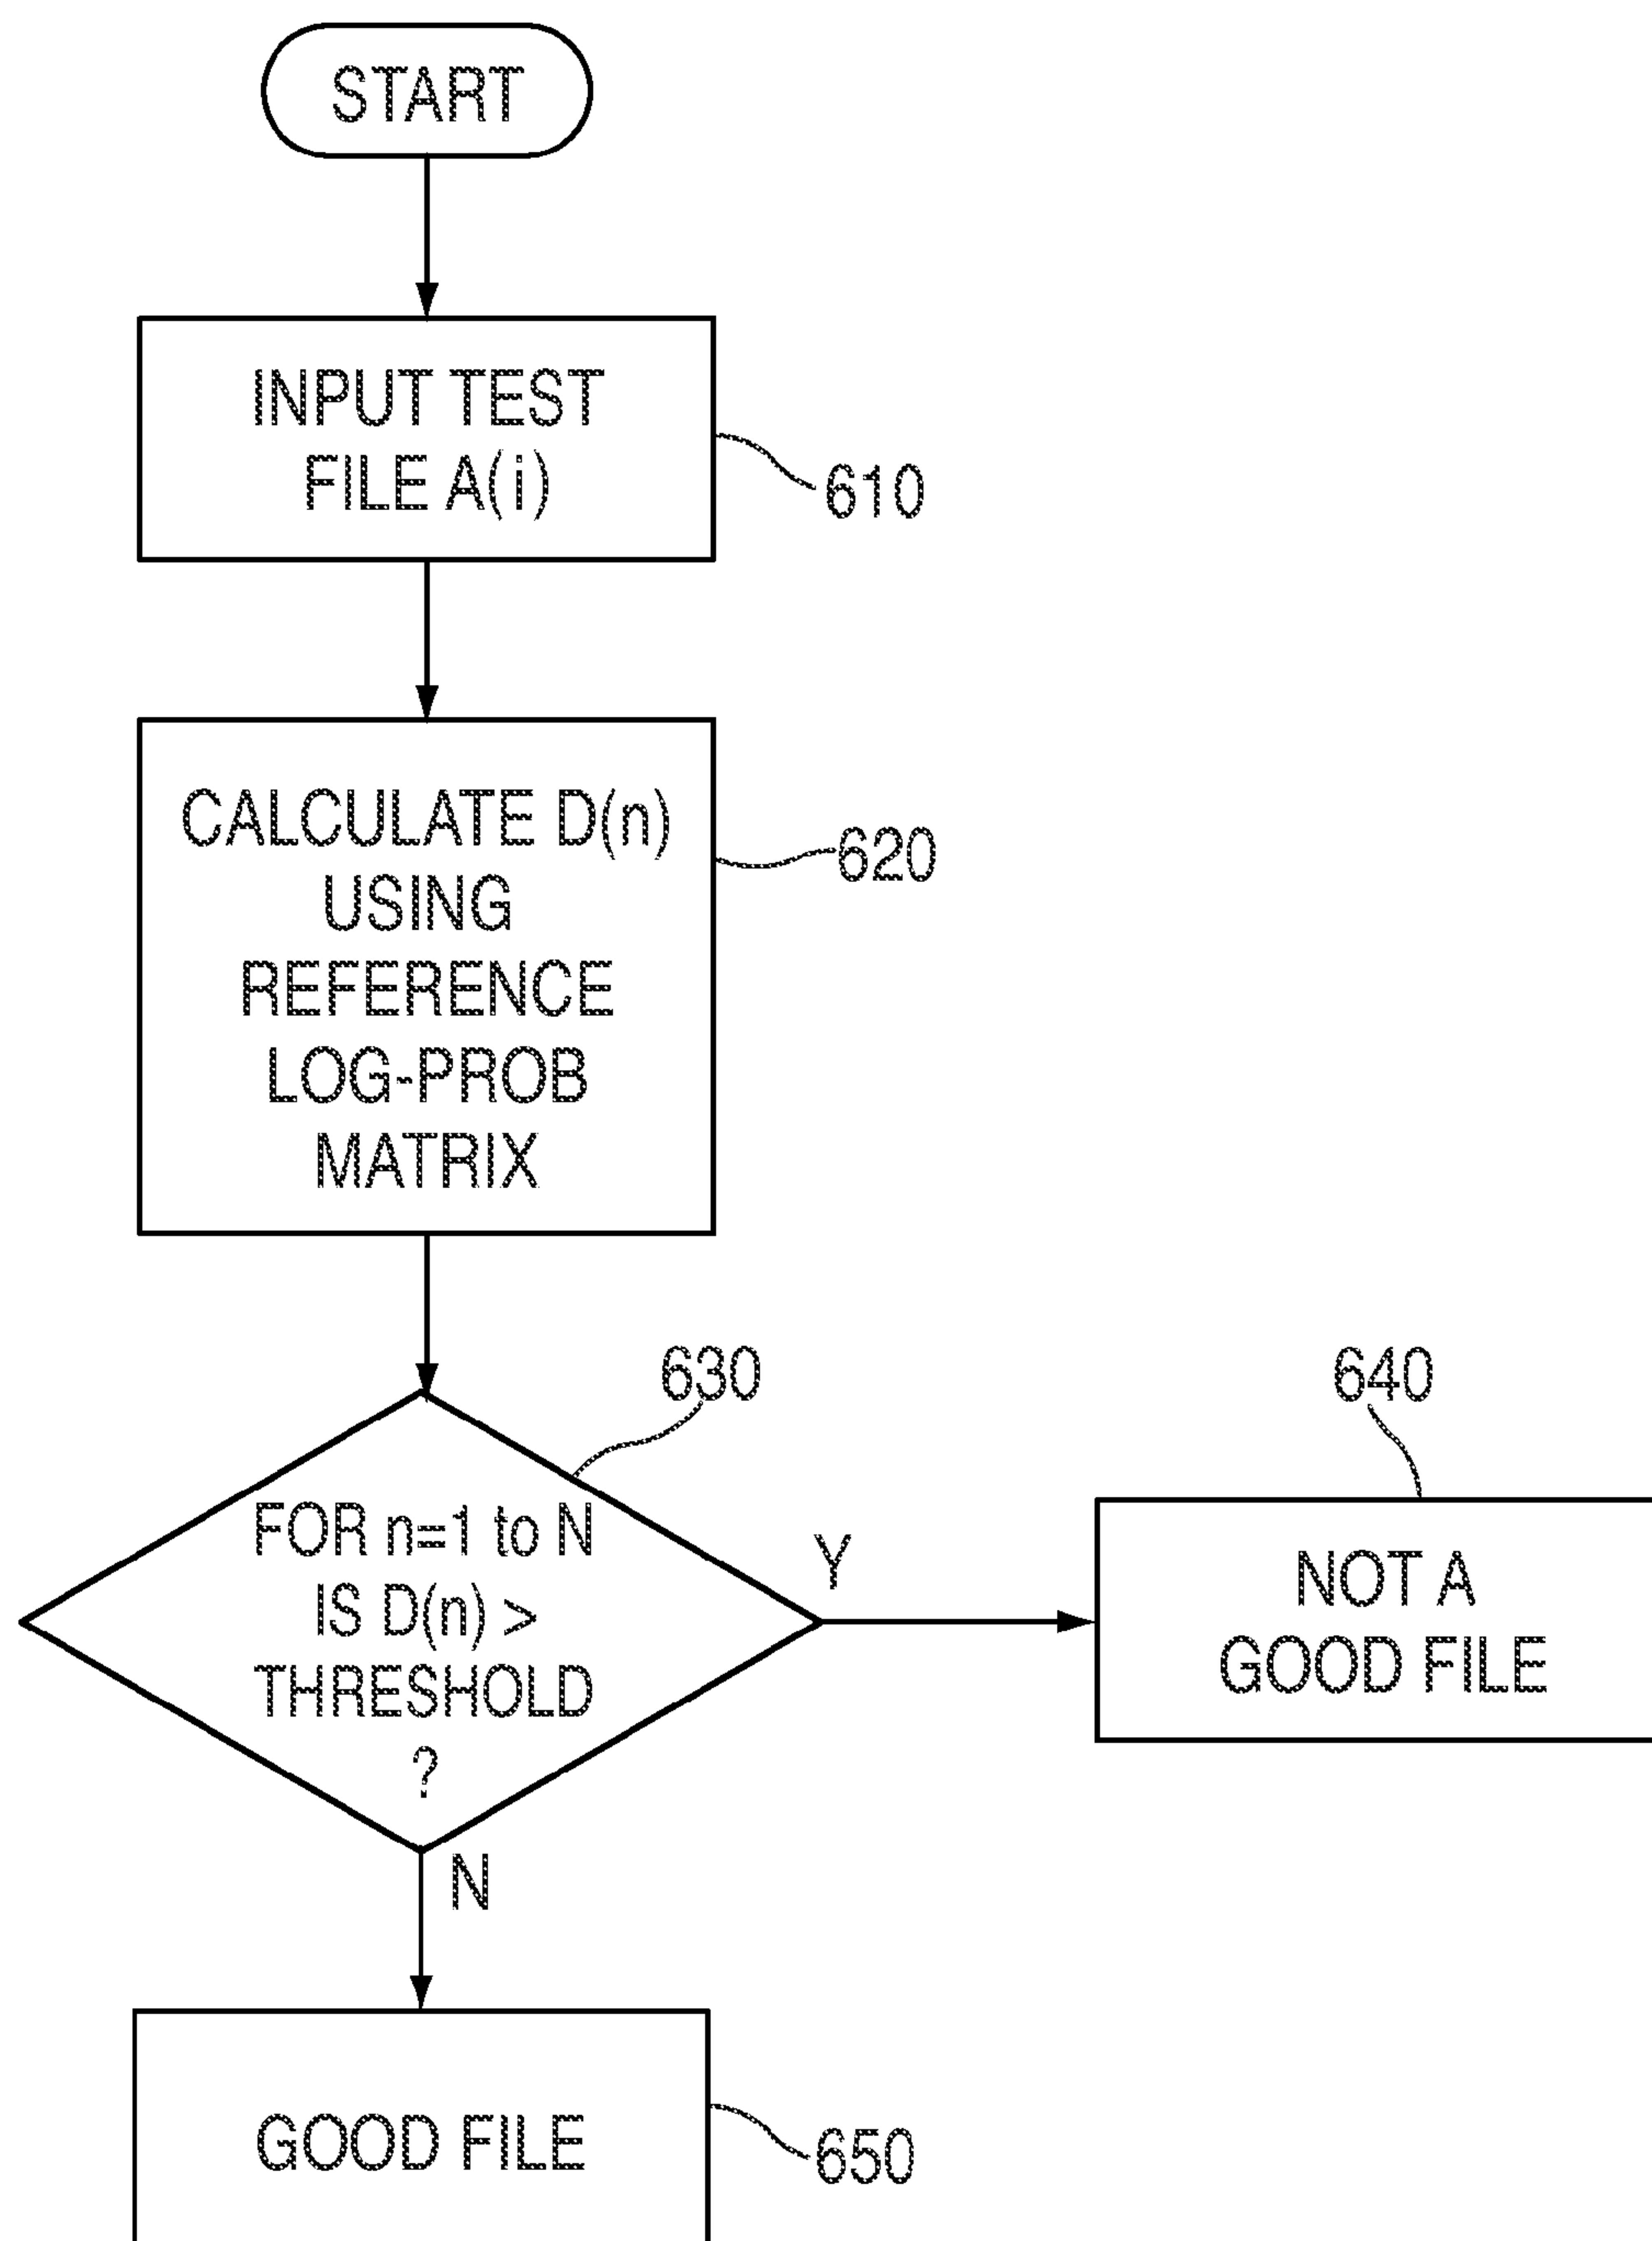 START
INPUT TEST
FILE A(i)
610
CALCULATE D(n)
USING
REFERENCE
LOG-PROB
MATRIX
620
630
FOR n=1 to N
IS D(n) >
THRESHOLD
?
Y
640
NOT A
GOOD FILE
N
GOOD FILE
650